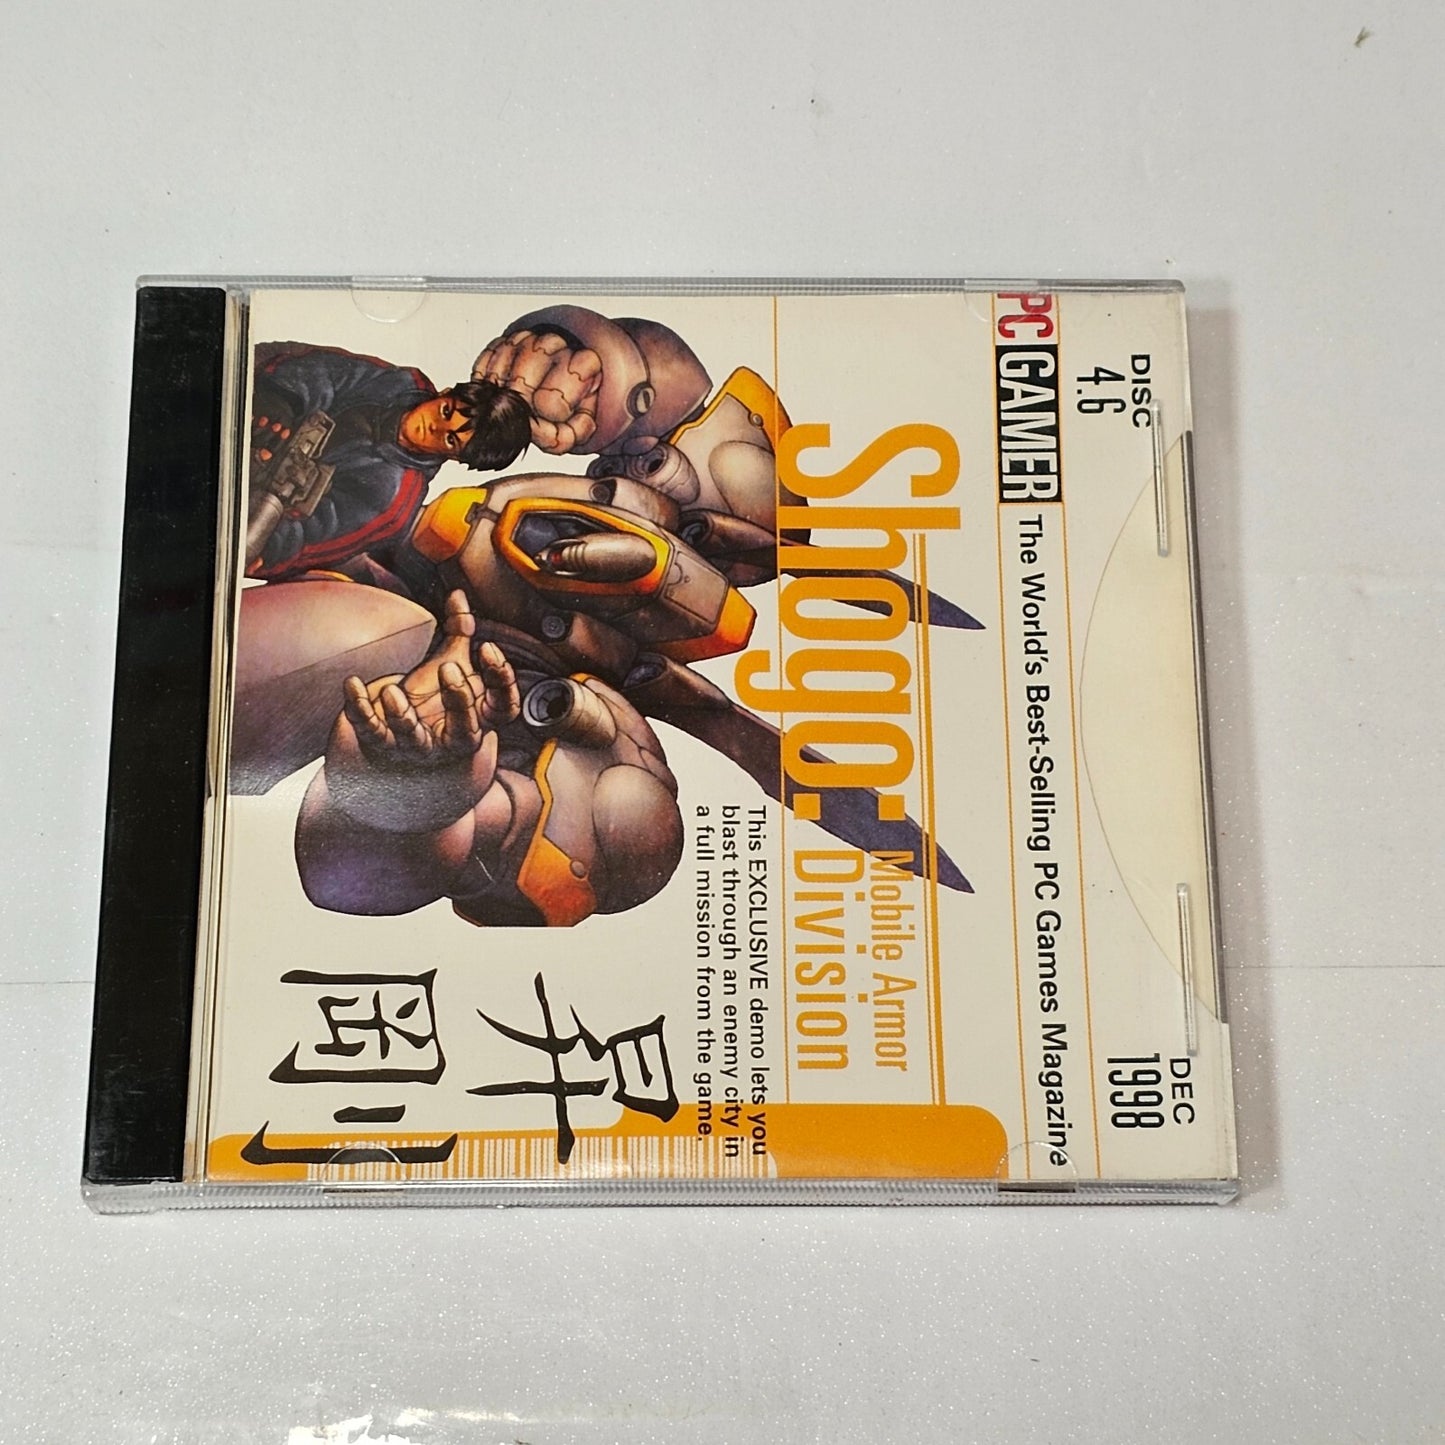 DISC
4.6
DEC
1998
PC GAMER The World's Best-Selling PC Games Magazine
Shogo:
Mobile Armor
Division
This EXCLUSIVE demo lets you
blast through an enemy city in
a full mission from the game.
昇
剛